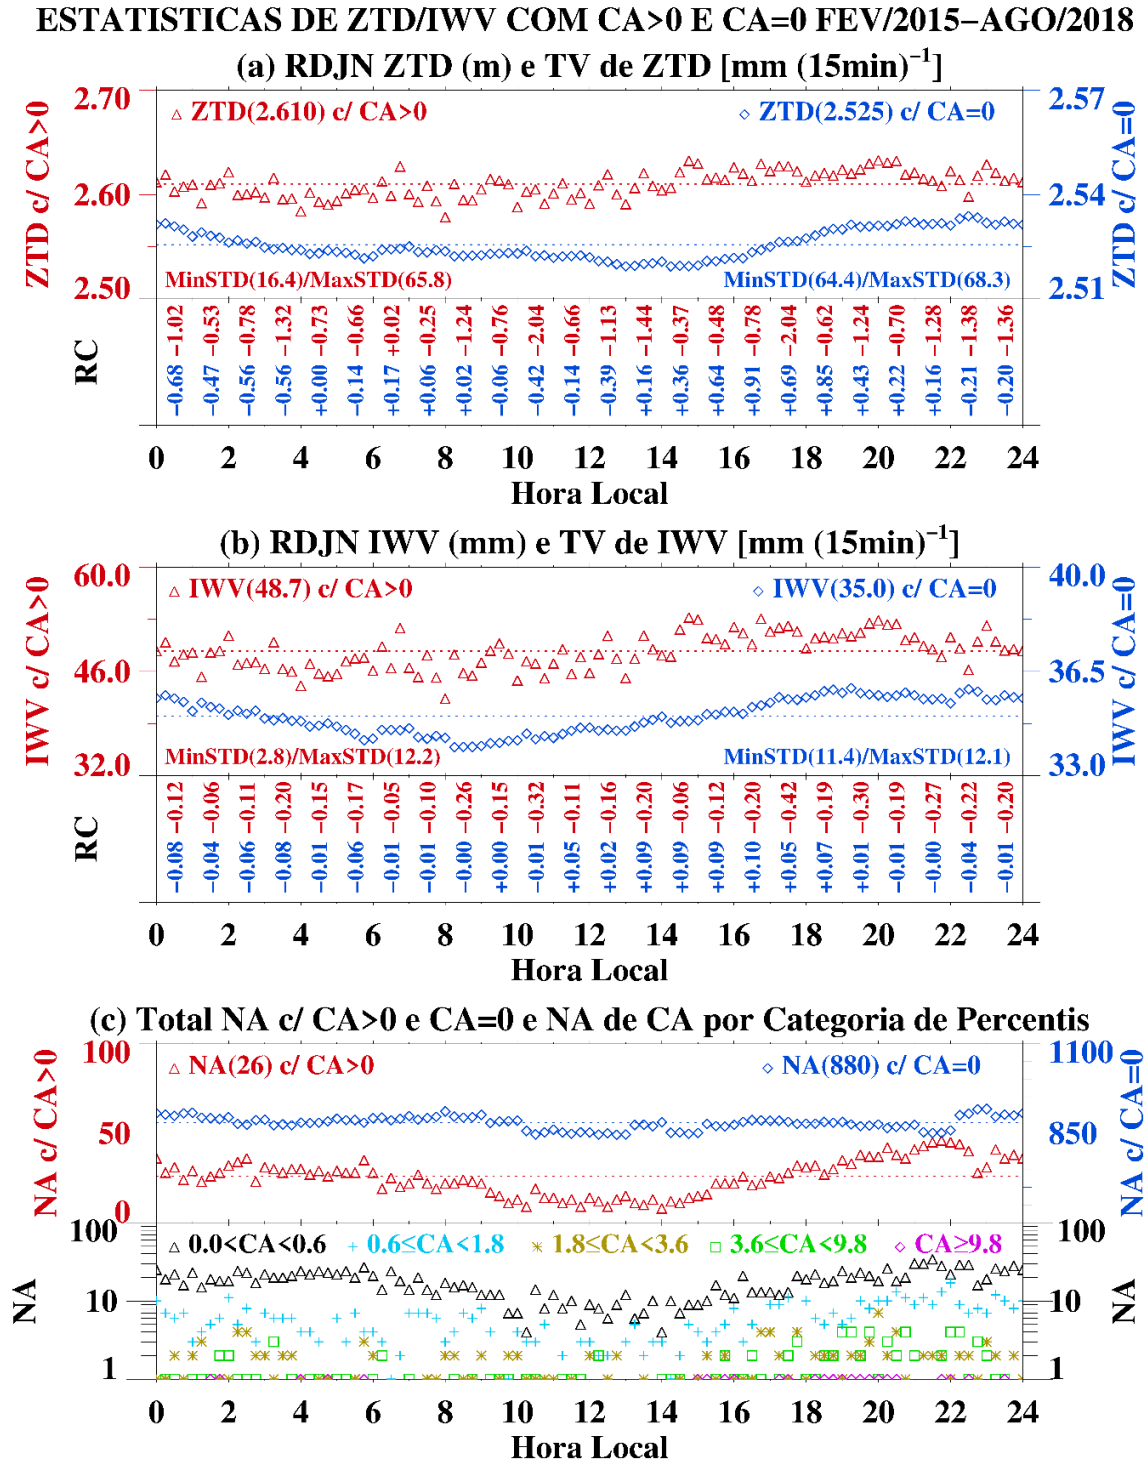 ESTATISTICAS DE ZTD/IWV COM CA>0 E CA=0 FEV/2015−AGO/2018
(a) RDJN ZTD (m) e TV de ZTD [mm (15min)⁻¹]
ZTD c/ CA>0
2.70
2.60
2.50
ZTD(2.610) c/ CA>0
ZTD(2.525) c/ CA=0
2.57
2.54
2.51
ZTD c/ CA=0
MinSTD(16.4)/MaxSTD(65.8)
MinSTD(64.4)/MaxSTD(68.3)
RC
−1.02 −0.53 −0.78 −1.32 −0.73 −0.66 +0.02 −0.25 −1.24 −0.76 −2.04 −0.66 −1.13 −1.44 −0.37 −0.48 −0.78 −2.04 −0.62 −1.24 −0.70 −1.28 −1.38 −1.36
−0.68 −0.47 −0.56 −0.56 +0.00 −0.14 +0.17 +0.06 +0.02 −0.06 −0.42 −0.14 −0.39 +0.16 +0.36 +0.64 +0.91 +0.69 +0.85 +0.43 +0.22 +0.16 −0.21 −0.20
0 2 4 6 8 10 12 14 16 18 20 22 24
Hora Local
(b) RDJN IWV (mm) e TV de IWV [mm (15min)⁻¹]
IWV c/ CA>0
60.0
46.0
32.0
IWV(48.7) c/ CA>0
IWV(35.0) c/ CA=0
40.0
36.5
33.0
IWV c/ CA=0
MinSTD(2.8)/MaxSTD(12.2)
MinSTD(11.4)/MaxSTD(12.1)
RC
−0.12 −0.06 −0.11 −0.20 −0.15 −0.17 −0.05 −0.10 −0.26 −0.15 −0.32 −0.11 −0.16 −0.20 −0.06 −0.12 −0.20 −0.42 −0.19 −0.30 −0.19 −0.27 −0.22 −0.20
−0.08 −0.04 −0.06 −0.08 −0.01 −0.06 −0.01 −0.01 −0.00 +0.00 −0.01 +0.05 +0.02 +0.09 +0.09 +0.09 +0.10 +0.05 +0.07 +0.01 −0.01 −0.00 −0.04 −0.01
0 2 4 6 8 10 12 14 16 18 20 22 24
Hora Local
(c) Total NA c/ CA>0 e CA=0 e NA de CA por Categoria de Percentis
NA c/ CA>0
100
50
0
NA(26) c/ CA>0
NA(880) c/ CA=0
1100
850
NA c/ CA=0
NA
100
10
1
0.0<CA<0.6 0.6≤CA<1.8 1.8≤CA<3.6 3.6≤CA<9.8 CA≥9.8
100
10
1
NA
0 2 4 6 8 10 12 14 16 18 20 22 24
Hora Local